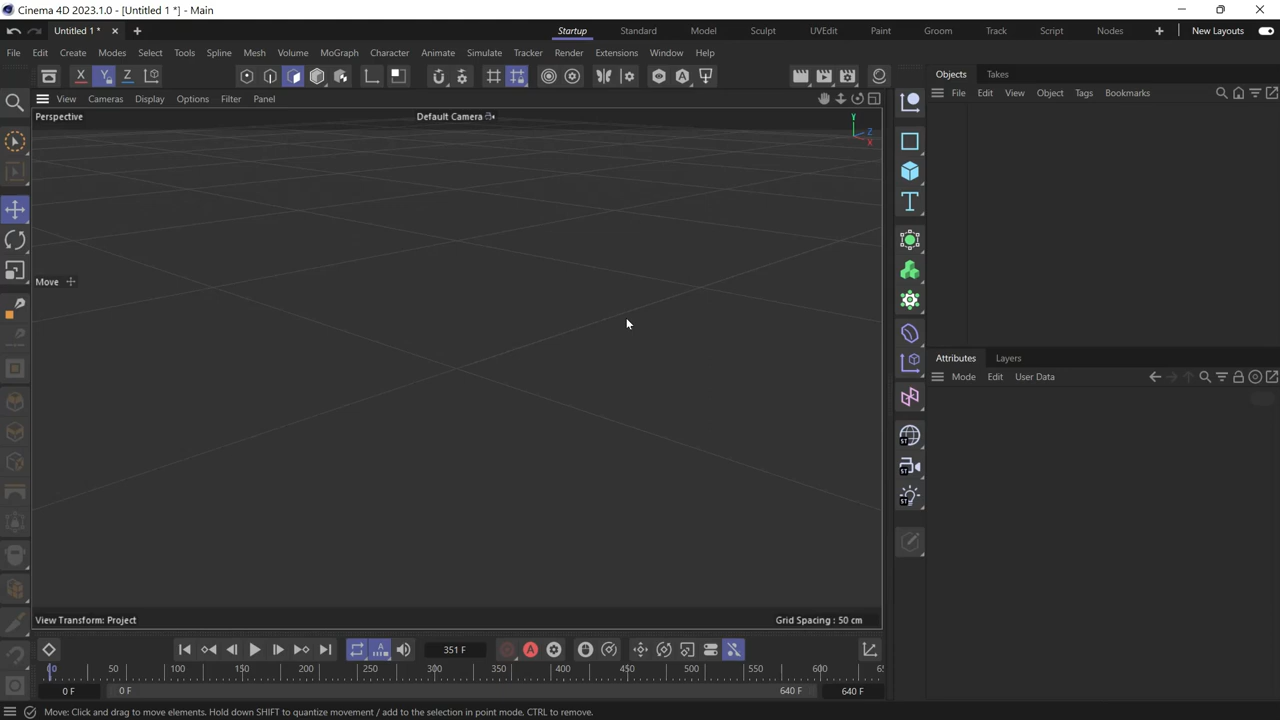 Cinema 4D 2023.1.0 - [Untitled 1 *] - Main
Untitled 1 *
Startup Standard Model Sculpt UVEdit Paint Groom Track Script Nodes New Layouts
File Edit Create Modes Select Tools Spline Mesh Volume MoGraph Character Animate Simulate Tracker Render Extensions Window Help
X Y Z
Objects Takes
View Cameras Display Options Filter Panel
File Edit View Object Tags Bookmarks
Perspective
Default Camera
Y
Z
X
Move
Attributes Layers
Mode Edit User Data
ST
ST
ST
View Transform: Project
Grid Spacing : 50 cm
351 F
0 50 100 150 200 250 300 350 400 450 500 550 600 65
0 F 0 F 640 F 640 F
Move: Click and drag to move elements. Hold down SHIFT to quantize movement / add to the selection in point mode, CTRL to remove.